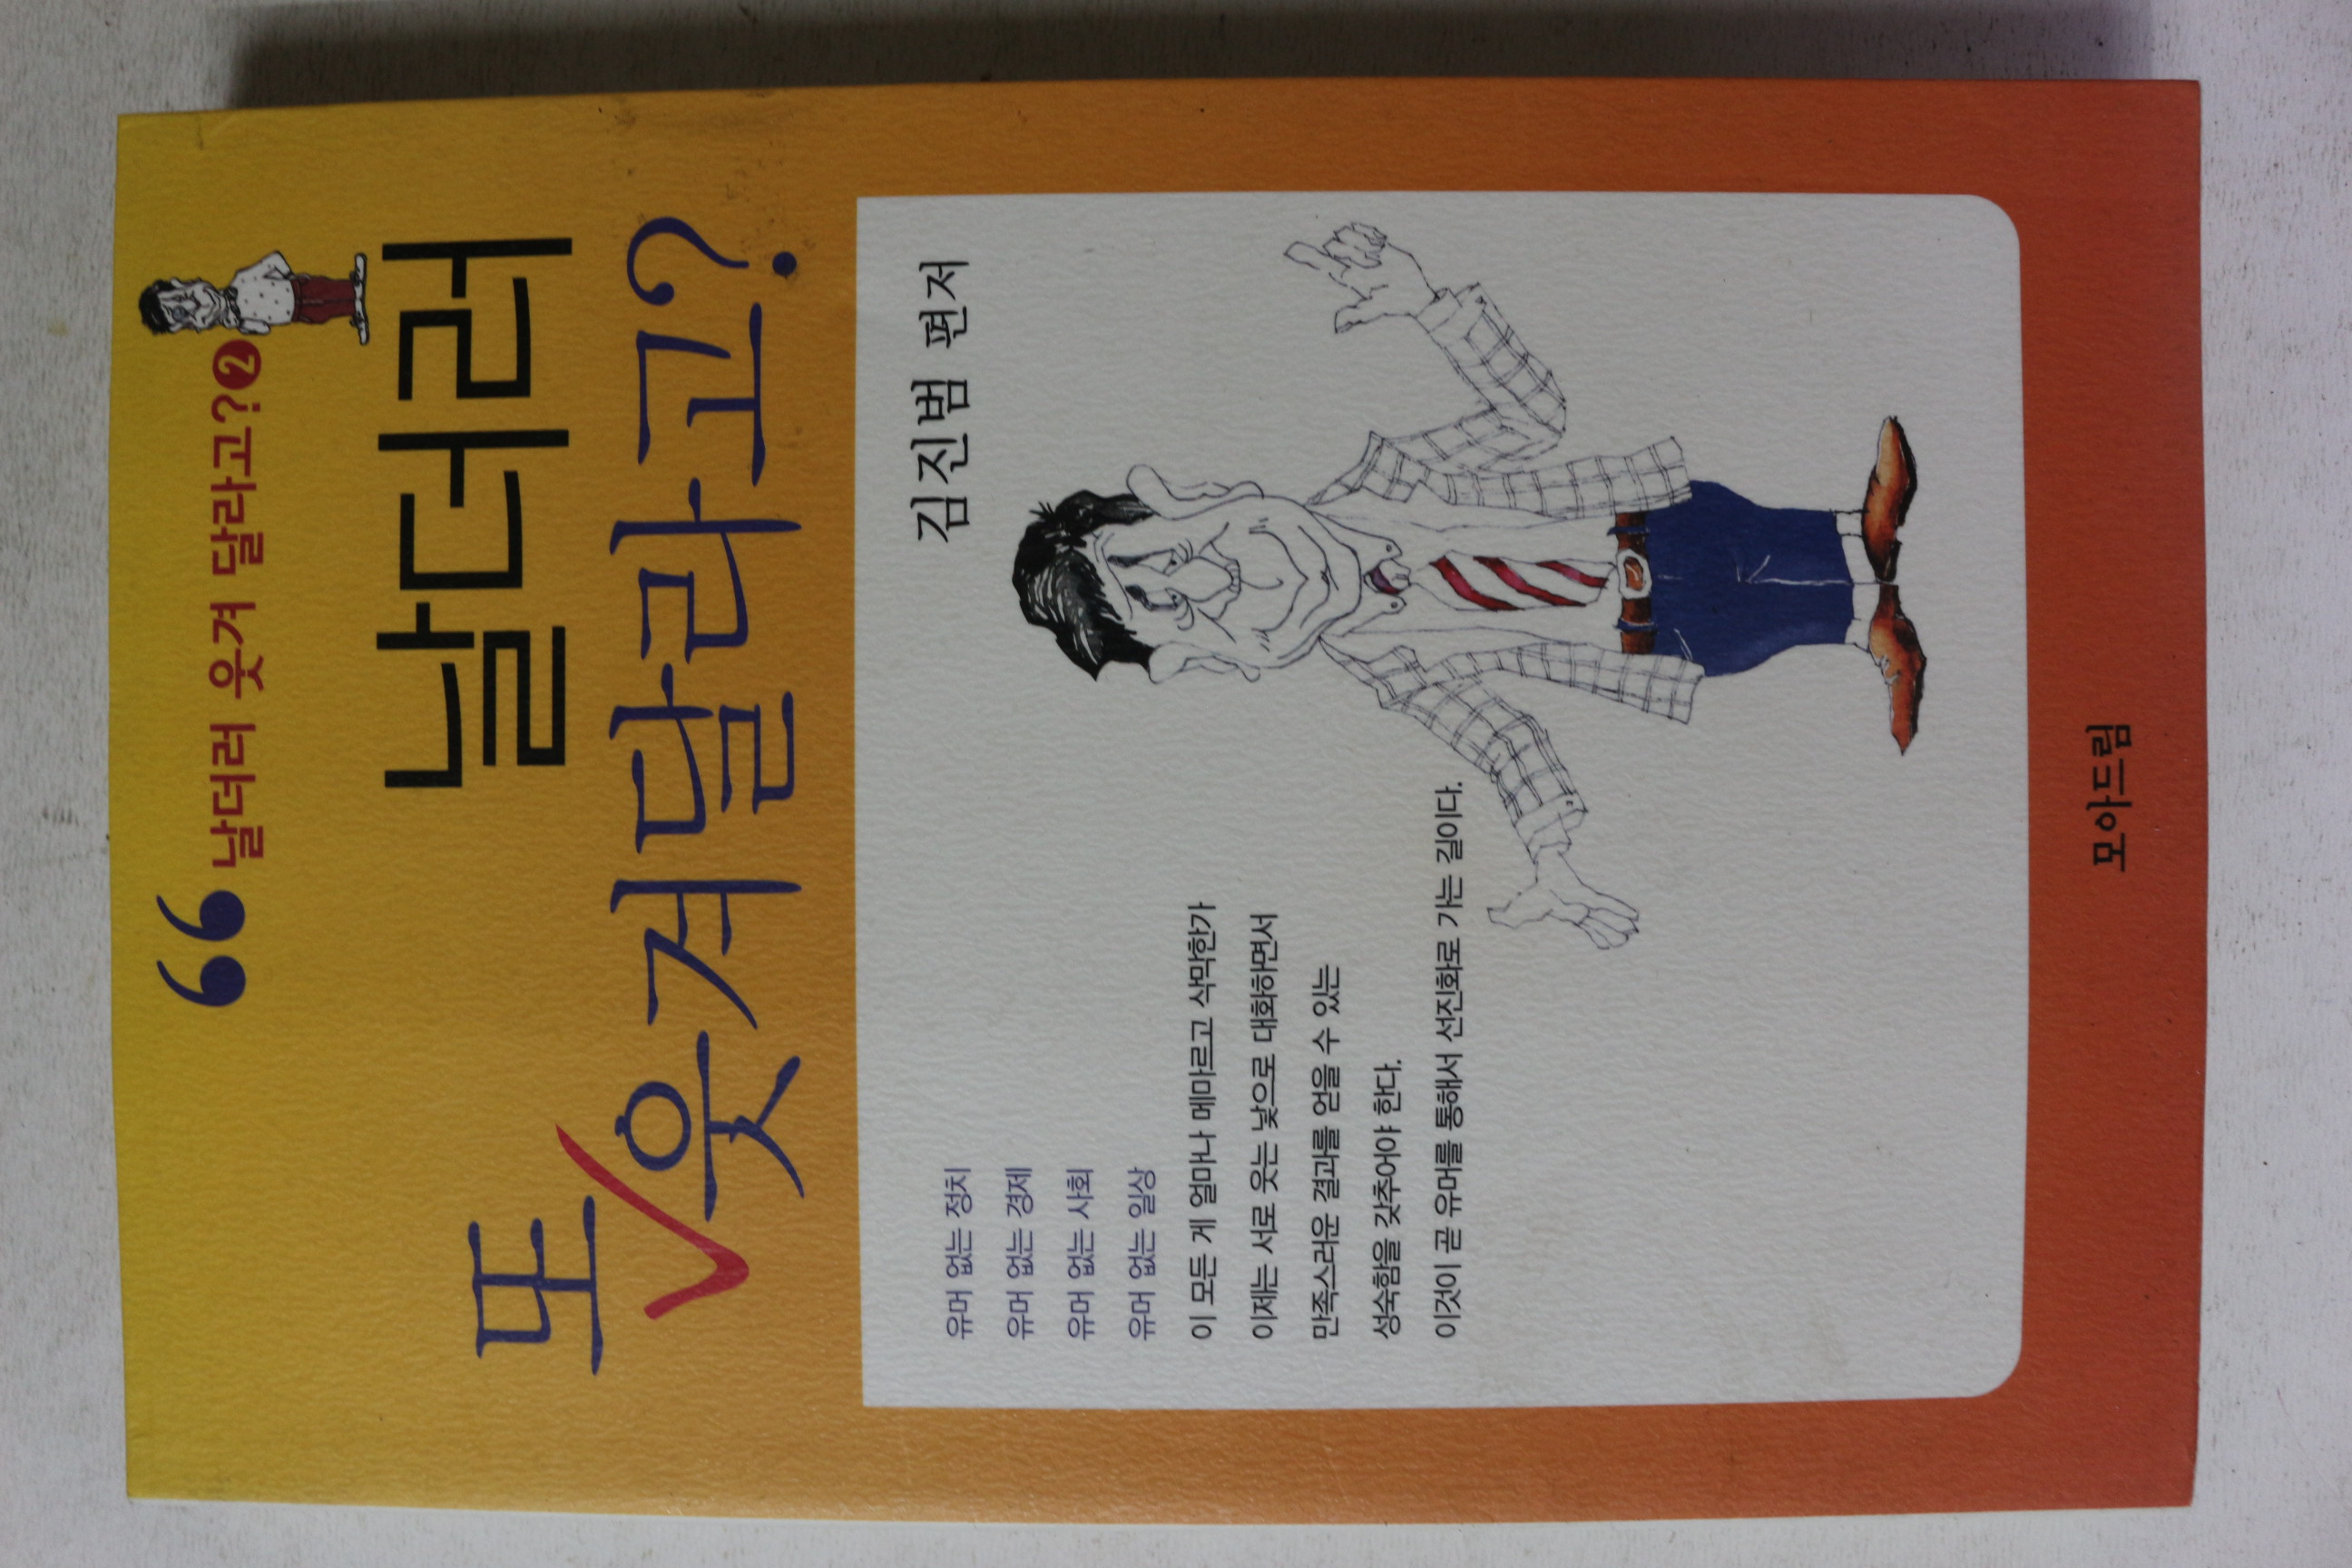 “ 날더러 웃겨 달라고?❷
날더러
또 웃겨달라고?
김진범 편저
유머 없는 정치
유머 없는 경제
유머 없는 사회
유머 없는 일상
이 모든 게 얼마나 메마르고 삭막한가
이제는 서로 웃는 낯으로 대화하면서
만족스러운 결과를 얻을 수 있는
성숙함을 갖추어야 한다.
이것이 곧 유머를 통해서 선진화로 가는 길이다.
모아드림